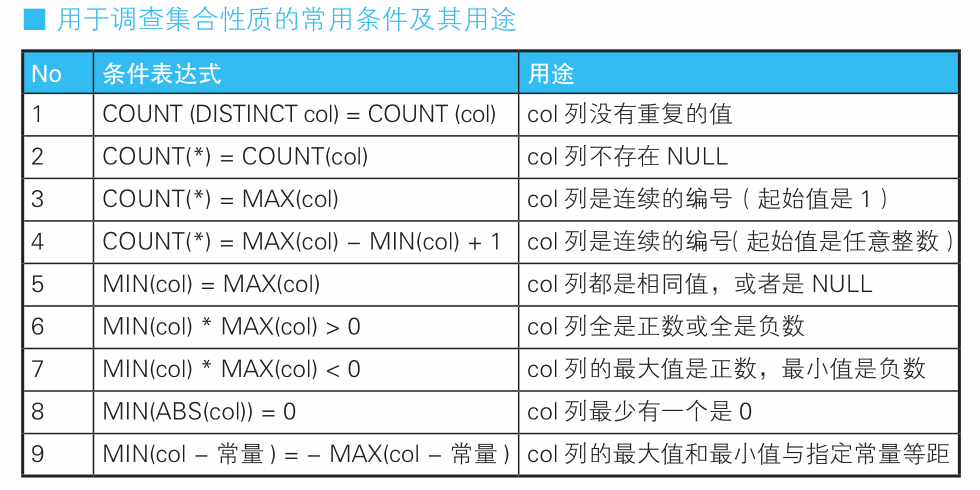 ■ 用于调查集合性质的常用条件及其用途
No 条件表达式 用途
1 COUNT (DISTINCT col) = COUNT (col) col 列没有重复的值
2 COUNT(*) = COUNT(col) col 列不存在 NULL
3 COUNT(*) = MAX(col) col 列是连续的编号（起始值是 1）
4 COUNT(*) = MAX(col) – MIN(col) + 1 col 列是连续的编号（起始值是任意整数）
5 MIN(col) = MAX(col) col 列都是相同值，或者是 NULL
6 MIN(col) * MAX(col) > 0 col 列全是正数或全是负数
7 MIN(col) * MAX(col) < 0 col 列的最大值是正数，最小值是负数
8 MIN(ABS(col)) = 0 col 列最少有一个是 0
9 MIN(col – 常量 ) = – MAX(col – 常量 ) col 列的最大值和最小值与指定常量等距